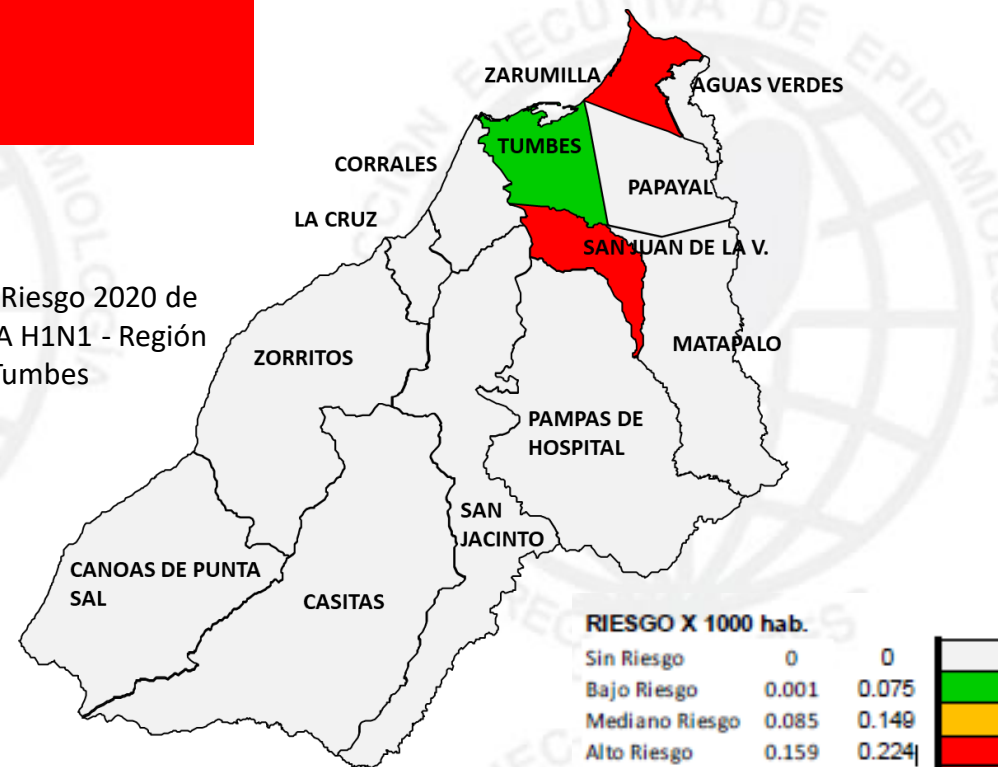 ZARUMILLA
AGUAS VERDES
TUMBES
CORRALES
PAPAYAL
LA CRUZ
SAN JUAN DE LA V.
Riesgo 2020 de
A H1N1 - Región
Tumbes
ZORRITOS
MATAPALO
PAMPAS DE
HOSPITAL
SAN
JACINTO
CANOAS DE PUNTA
SAL
CASITAS
RIESGO X 1000 hab.
Sin Riesgo 0 0
Bajo Riesgo 0.001 0.075
Mediano Riesgo 0.085 0.149
Alto Riesgo 0.159 0.224